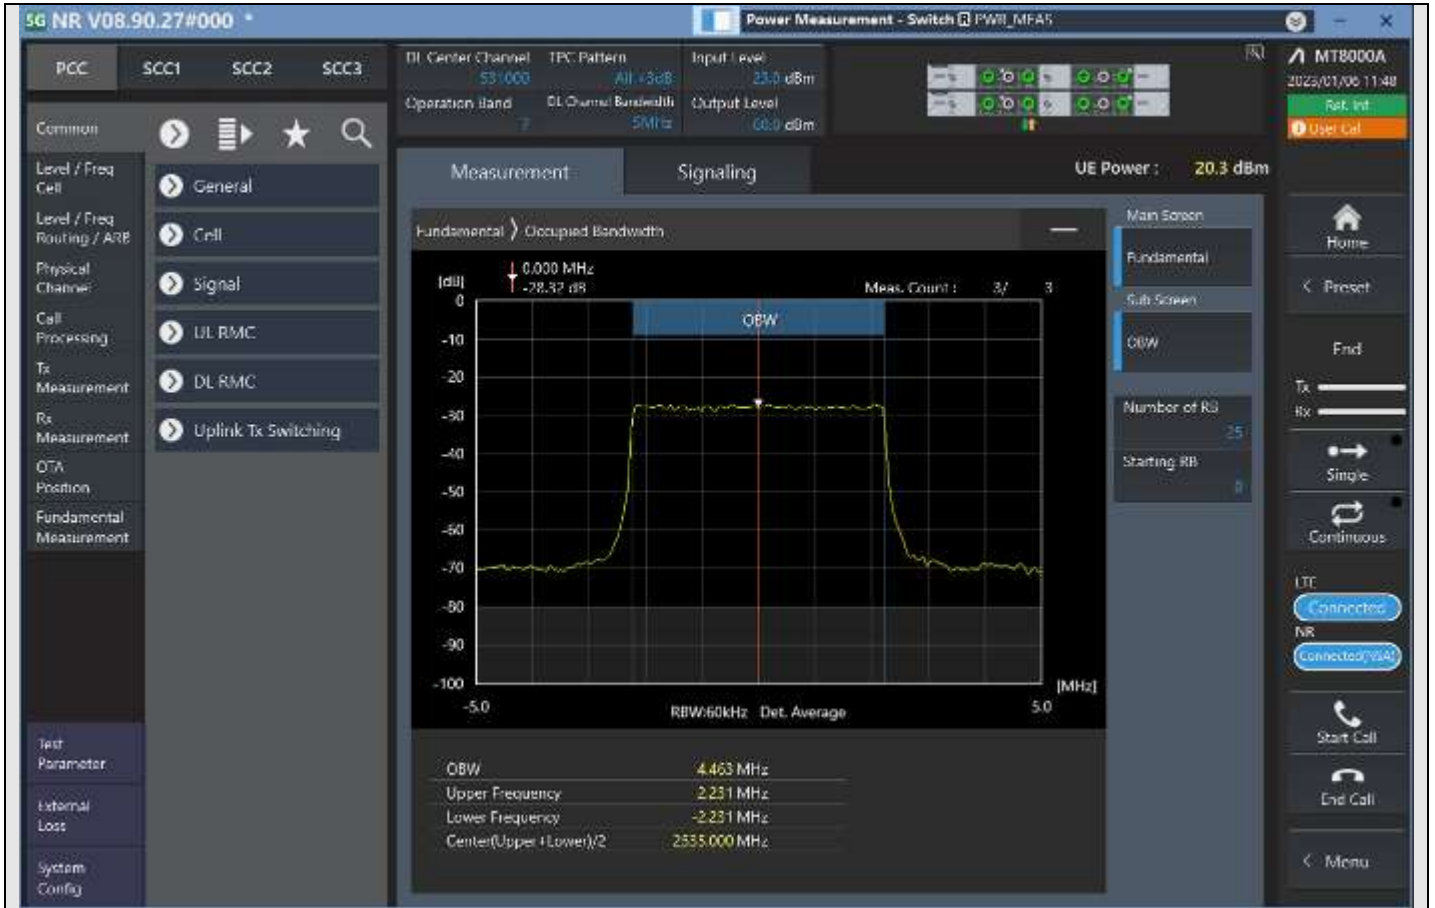 5G NR V08.90.27#000 *
Power Measurement - Switch R PWR_MEAS
PCC SCC1 SCC2 SCC3
DL Center Channel
531000
TPC Pattern
All +3dB
Input Level
23.0 dBm
Operation Band
7
DL Channel Bandwidth
5MHz
Output Level
dBm
MT8000A
2023/01/06 11:48
Ref. Int
User Cal
Common
Level / Freq
Cell
Level / Freq
Routing / ARB
Physical
Channel
Call
Processing
Tx
Measurement
Rx
Measurement
OTA
Position
Fundamental
Measurement
Test
Parameter
External
Loss
System
Config
General
Cell
Signal
UL RMC
DL RMC
Uplink Tx Switching
Measurement Signaling
UE Power : 20.3 dBm
Fundamental > Occupied Bandwidth
[dB]
0.000 MHz
-28.32 dB
Meas. Count : 3/ 3
OBW
0
-10
-20
-30
-40
-50
-60
-70
-80
-90
-100
-5.0
RBW:60kHz Det. Average
5.0
[MHz]
OBW 4.463 MHz
Upper Frequency 2.231 MHz
Lower Frequency -2.231 MHz
Center(Upper+Lower)/2 2535.000 MHz
Main Screen
Fundamental
Sub Screen
OBW
Number of RB
25
Starting RB
0
Home
< Preset
End
Tx
Rx
Single
Continuous
LTE
Connected
NR
Connected(NSA)
Start Call
End Call
< Menu